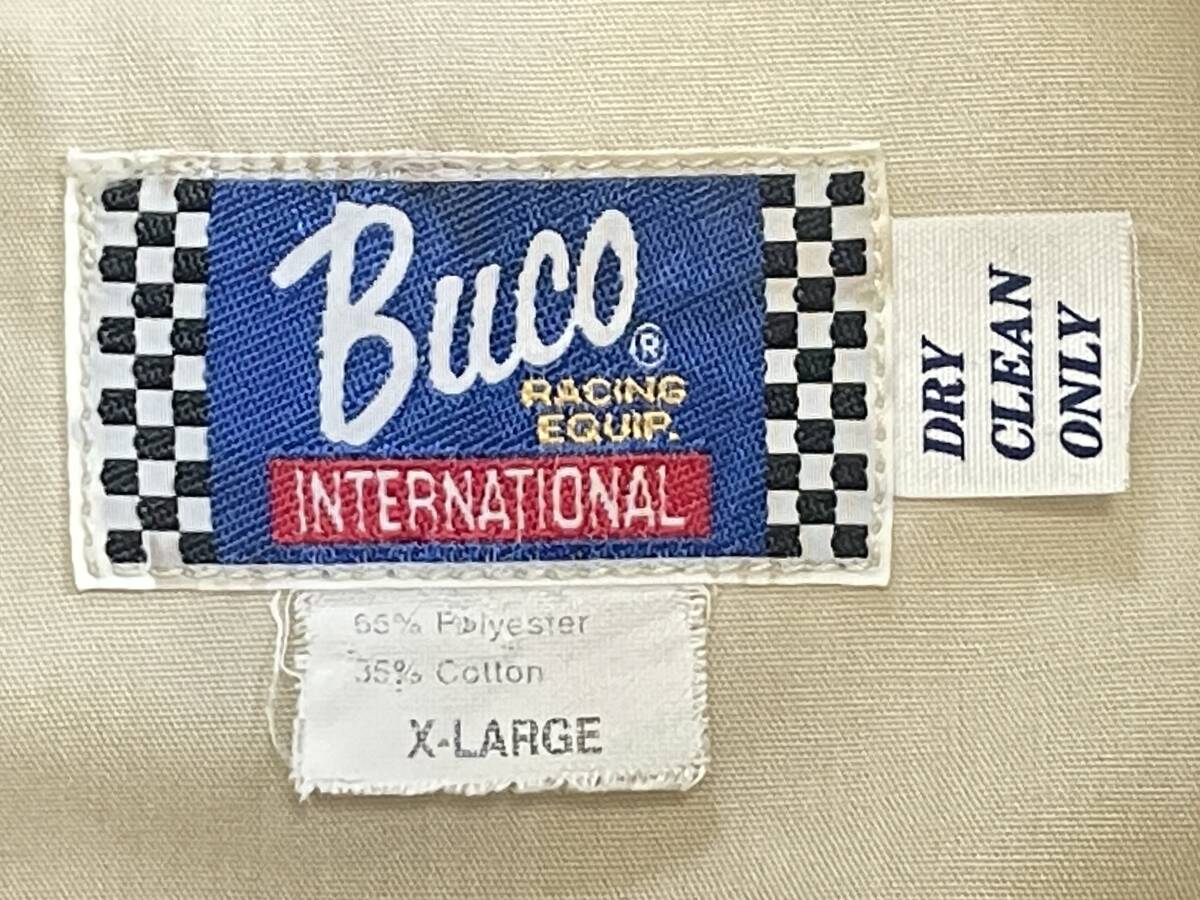 Buco®
RACING
EQUIP.
INTERNATIONAL
DRY
CLEAN
ONLY
65% Polyester
35% Cotton
X-LARGE